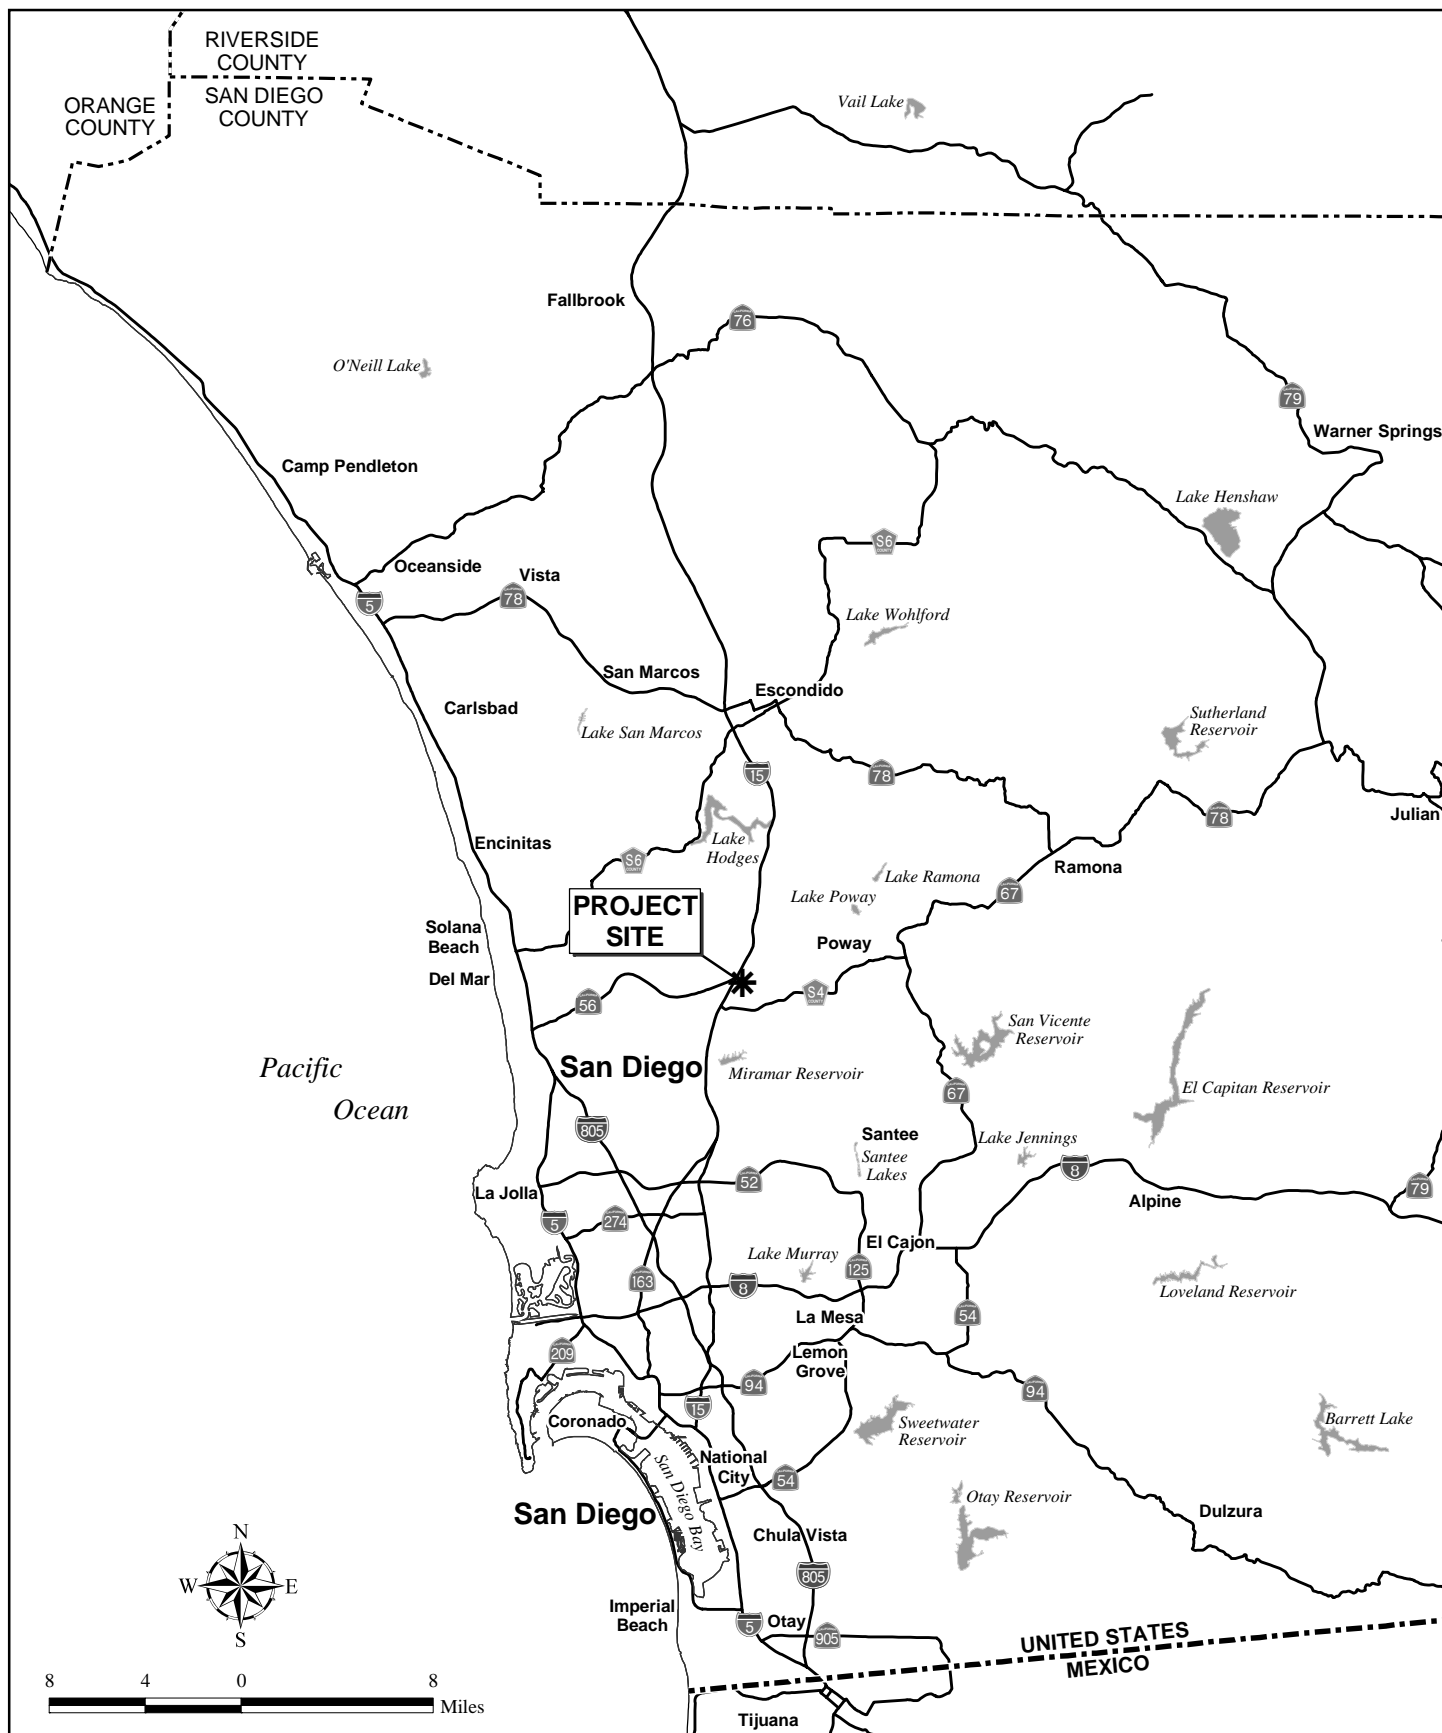 RIVERSIDE
COUNTY
ORANGE
COUNTY
SAN DIEGO
COUNTY
Vail Lake
Fallbrook
76
O'Neill Lake
79
Warner Springs
Camp Pendleton
Lake Henshaw
S6
COUNTY
Oceanside
Vista
5
78
Lake Wohlford
San Marcos
Escondido
Carlsbad
Lake San Marcos
Sutherland
Reservoir
15
78
78
Julian
Encinitas
Lake
Hodges
S6
COUNTY
Ramona
Lake Ramona
67
Lake Poway
PROJECT
SITE
Solana
Beach
Poway
Del Mar
56
S4
COUNTY
San Vicente
Reservoir
San Diego
Miramar Reservoir
Pacific
Ocean
El Capitan Reservoir
67
805
Santee
Lake Jennings
Santee
Lakes
8
52
La Jolla
Alpine
79
5
274
El Cajon
Lake Murray
125
163
8
Loveland Reservoir
La Mesa
54
209
Lemon
Grove
94
94
15
Coronado
Sweetwater
Reservoir
Barrett Lake
National
City
54
San Diego Bay
Otay Reservoir
San Diego
Dulzura
Chula Vista
N
W
E
S
805
Imperial
Beach
5
Otay
905
UNITED STATES
MEXICO
8
4
0
8
Miles
Tijuana